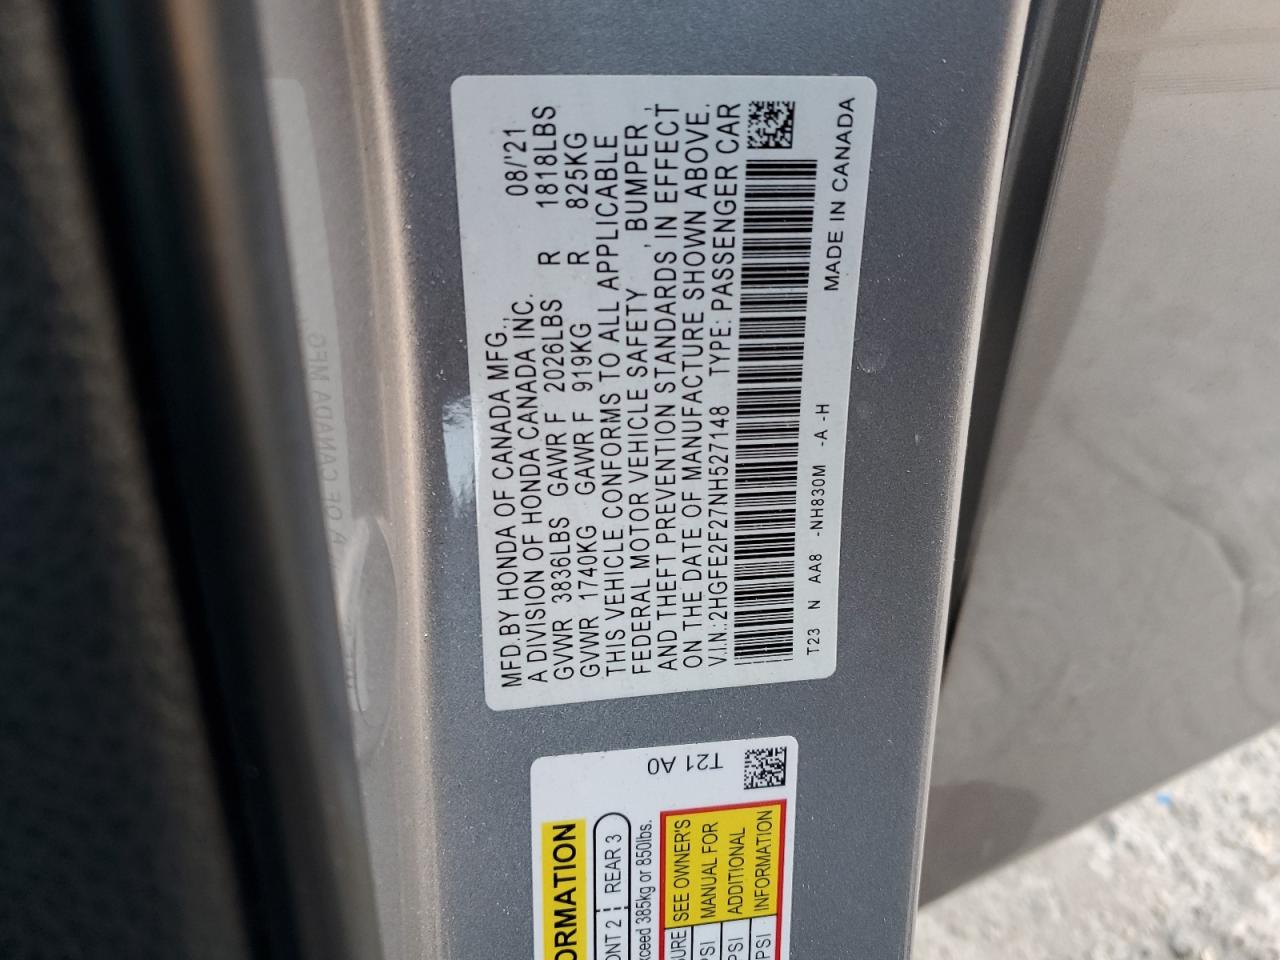 MFD.BY HONDA OF CANADA MFG., 08/'21
A DIVISION OF HONDA CANADA INC.
GVWR 3836LBS GAWR F 2026LBS R 1818LBS
GVWR 1740KG GAWR F 919KG R 825KG
THIS VEHICLE CONFORMS TO ALL APPLICABLE
FEDERAL MOTOR VEHICLE SAFETY , BUMPER ,
AND THEFT PREVENTION STANDARDS IN EFFECT
ON THE DATE OF MANUFACTURE SHOWN ABOVE.
V.I.N.:2HGFE2F27NH527148 TYPE: PASSENGER CAR
T23 N AA8 -NH830M -A -H MADE IN CANADA
T21 A0
ORMATION
ONT 2 REAR 3
xceed 385kg or 850lbs.
URE SEE OWNER'S
PSI MANUAL FOR
PSI ADDITIONAL
PSI INFORMATION